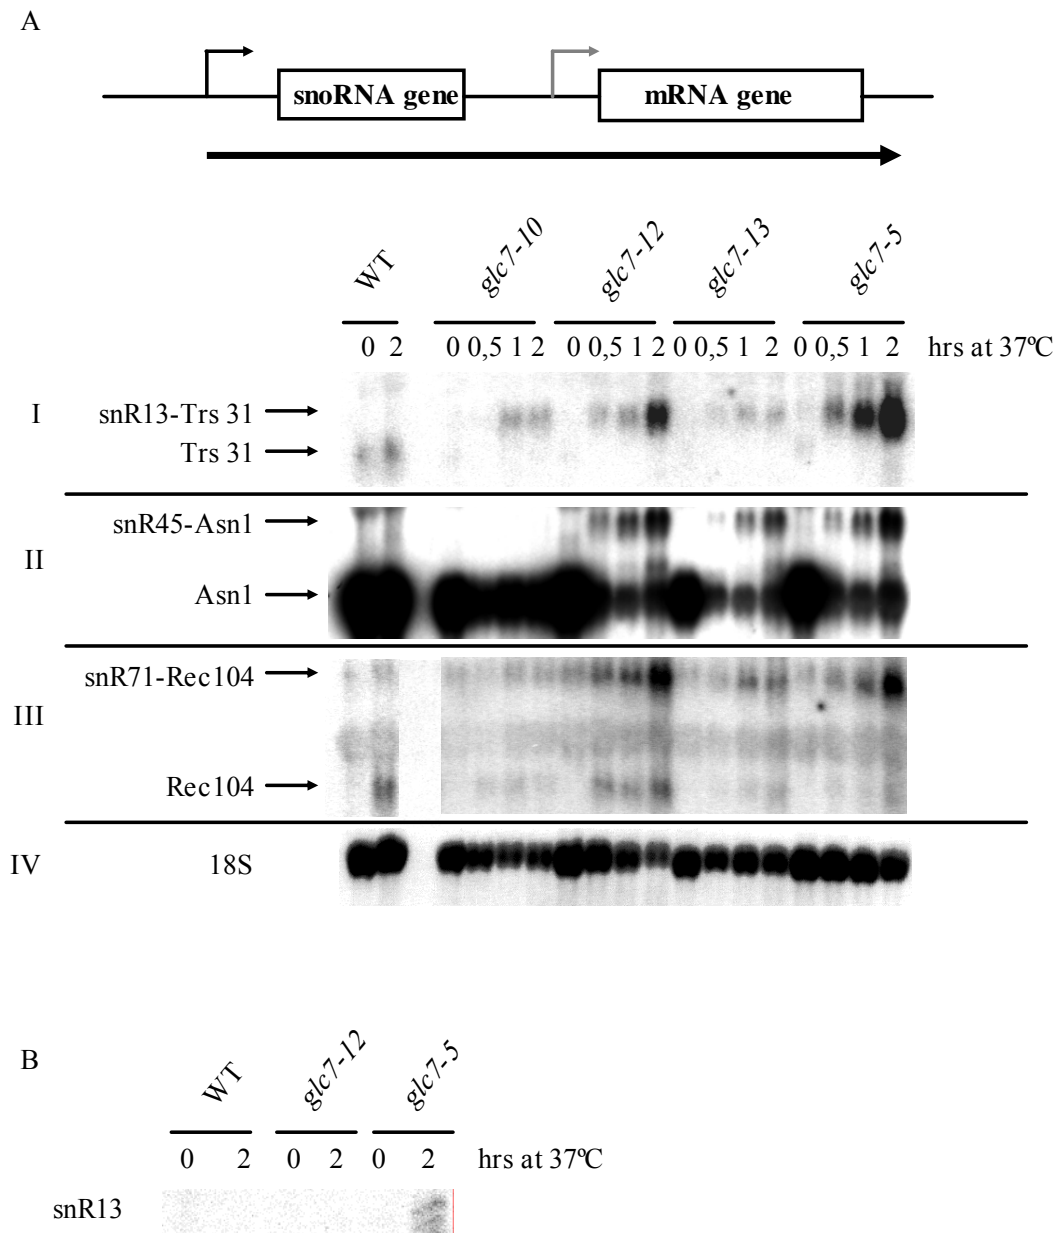 A
snoRNA gene mRNA gene
WT glc7-10 glc7-12 glc7-13 glc7-5
0 2 0 0,5 1 2 0 0,5 1 2 0 0,5 1 2 0 0,5 1 2 hrs at 37ºC
I snR13-Trs 31
Trs 31
snR45-Asn1
II
Asn1
snR71-Rec104
III
Rec104
IV 18S
B
WT glc7-12 glc7-5
0 2 0 2 0 2 hrs at 37ºC
snR13